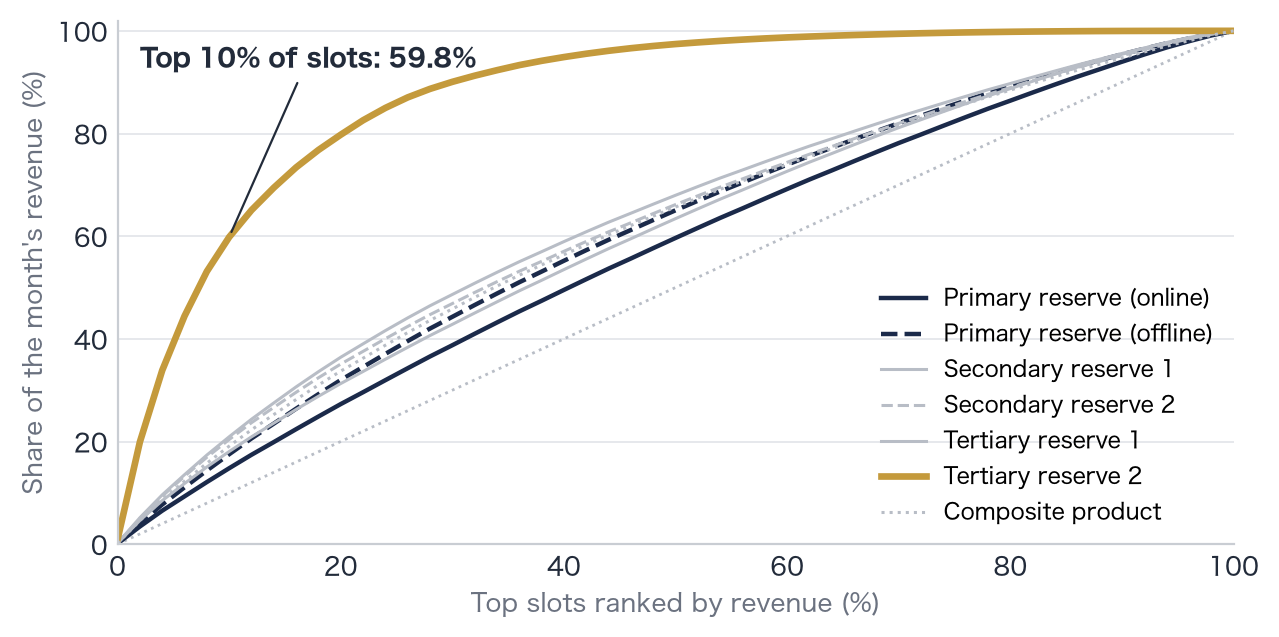 Top 10% of slots: 59.8%
Share of the month's revenue (%)
100
80
60
40
20
0
Primary reserve (online)
Primary reserve (offline)
Secondary reserve 1
Secondary reserve 2
Tertiary reserve 1
Tertiary reserve 2
Composite product
0 20 40 60 80 100
Top slots ranked by revenue (%)